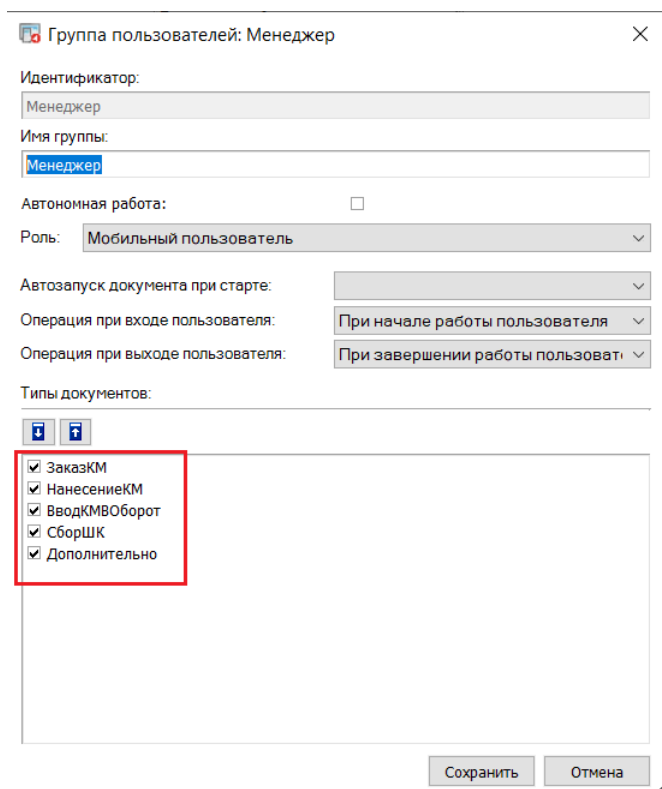 Группа пользователей: Менеджер
Идентификатор:
Менеджер
Имя группы:
Менеджер
Автономная работа:
Роль: Мобильный пользователь
Автозапуск документа при старте:
Операция при входе пользователя: При начале работы пользователя
Операция при выходе пользователя: При завершении работы пользоват
Типы документов:
ЗаказКМ
НанесениеКМ
ВводКМВОборот
СборШК
Дополнительно
Сохранить Отмена